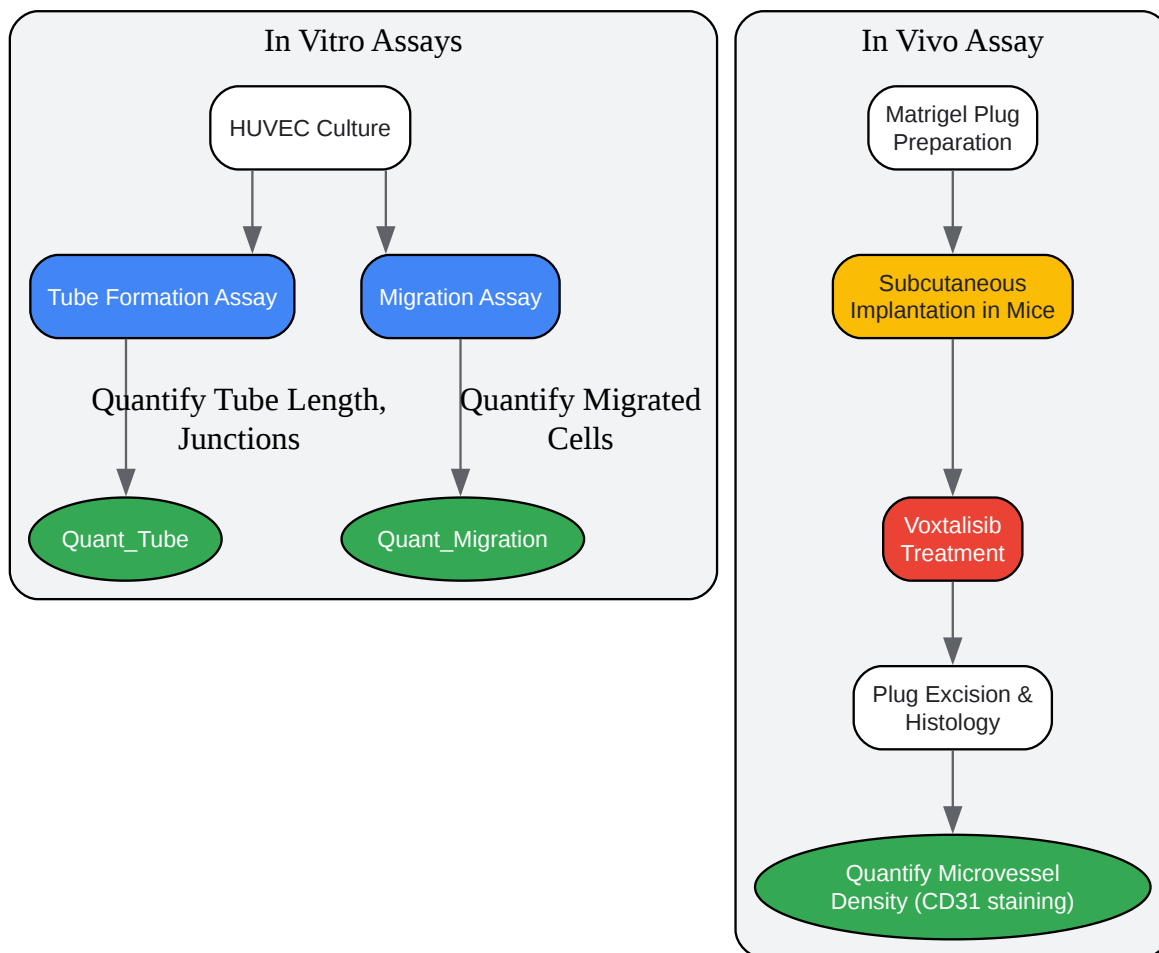 In Vitro Assays
HUVEC Culture
Tube Formation Assay
Migration Assay
Quantify Tube Length,
Junctions
Quantify Migrated
Cells
Quant_Tube
Quant_Migration
In Vivo Assay
Matrigel Plug
Preparation
Subcutaneous
Implantation in Mice
Voxtalisib
Treatment
Plug Excision &
Histology
Quantify Microvessel
Density (CD31 staining)